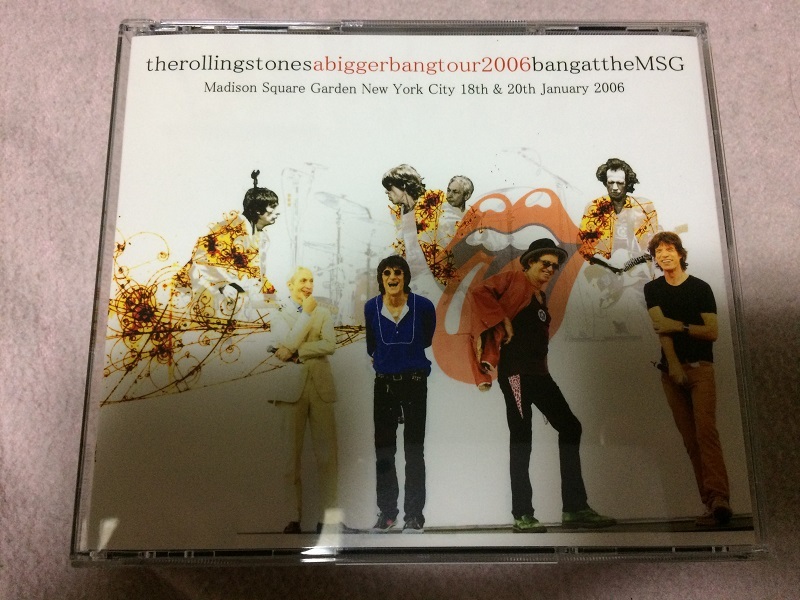 therollingstonesabiggerbangtour2006bangattheMSG
Madison Square Garden New York City 18th & 20th January 2006